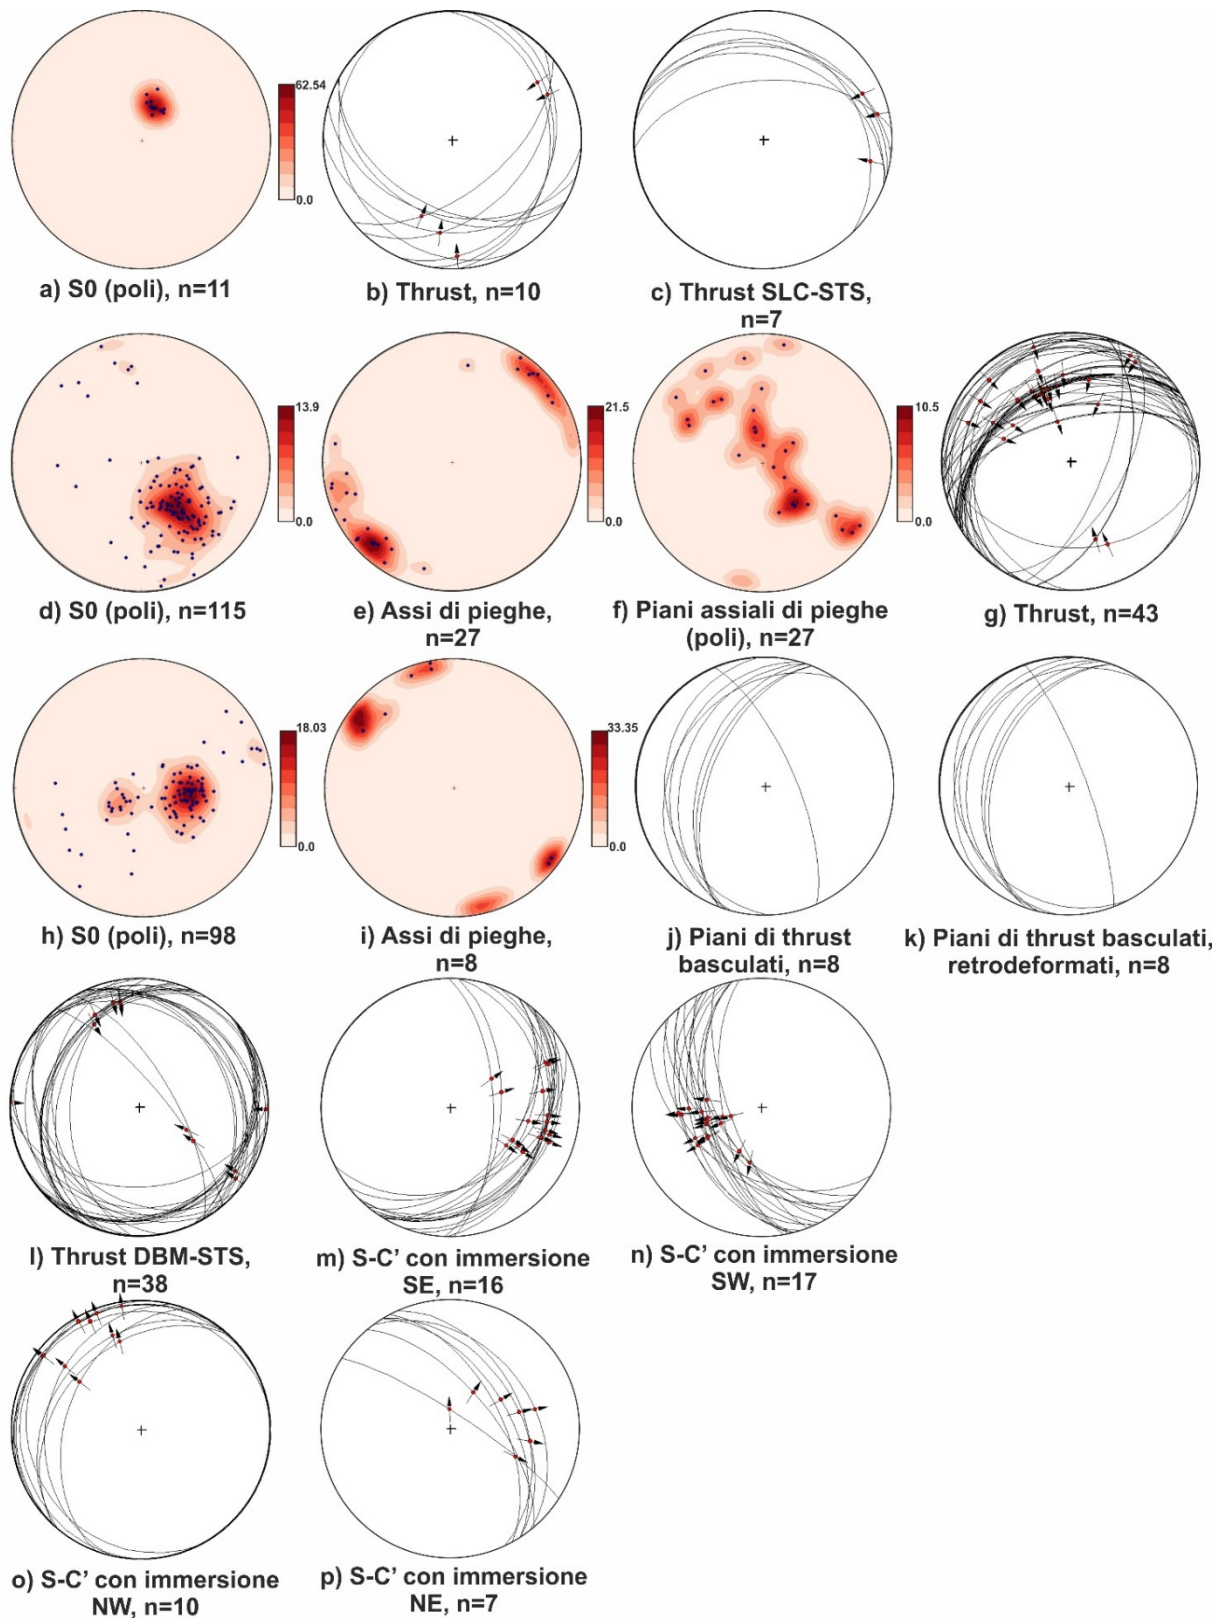 62.54
0.0
a) S0 (poli), n=11
b) Thrust, n=10
c) Thrust SLC-STS,
n=7
13.9
0.0
21.5
0.0
10.5
0.0
d) S0 (poli), n=115
e) Assi di pieghe,
n=27
f) Piani assiali di pieghe
(poli), n=27
g) Thrust, n=43
18.03
0.0
33.35
0.0
h) S0 (poli), n=98
i) Assi di pieghe,
n=8
j) Piani di thrust
basculati, n=8
k) Piani di thrust basculati,
retrodeformati, n=8
l) Thrust DBM-STS,
n=38
m) S-C’ con immersione
SE, n=16
n) S-C’ con immersione
SW, n=17
o) S-C’ con immersione
NW, n=10
p) S-C’ con immersione
NE, n=7